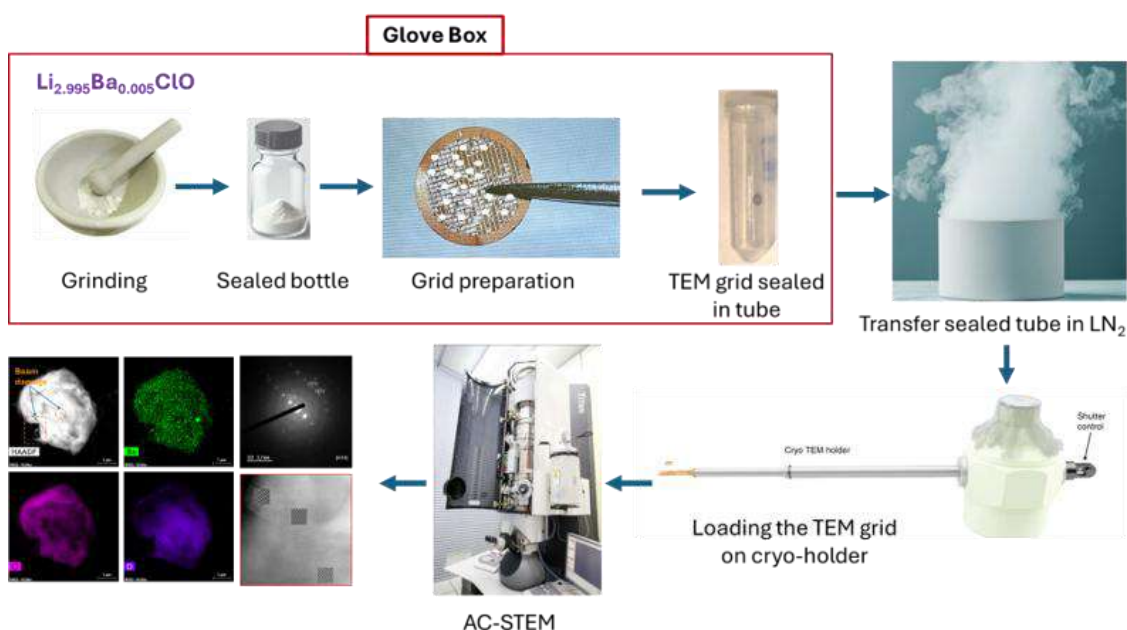 Glove Box
Li₂.₉₉₅Ba₀.₀₀₅ClO
Grinding
Sealed bottle
Grid preparation
TEM grid sealed
in tube
Transfer sealed tube in LN₂
Shutter
control
Cryo TEM holder
Loading the TEM grid
on cryo-holder
Titan
AC-STEM
Beam
damage
HAADF
Ba
O